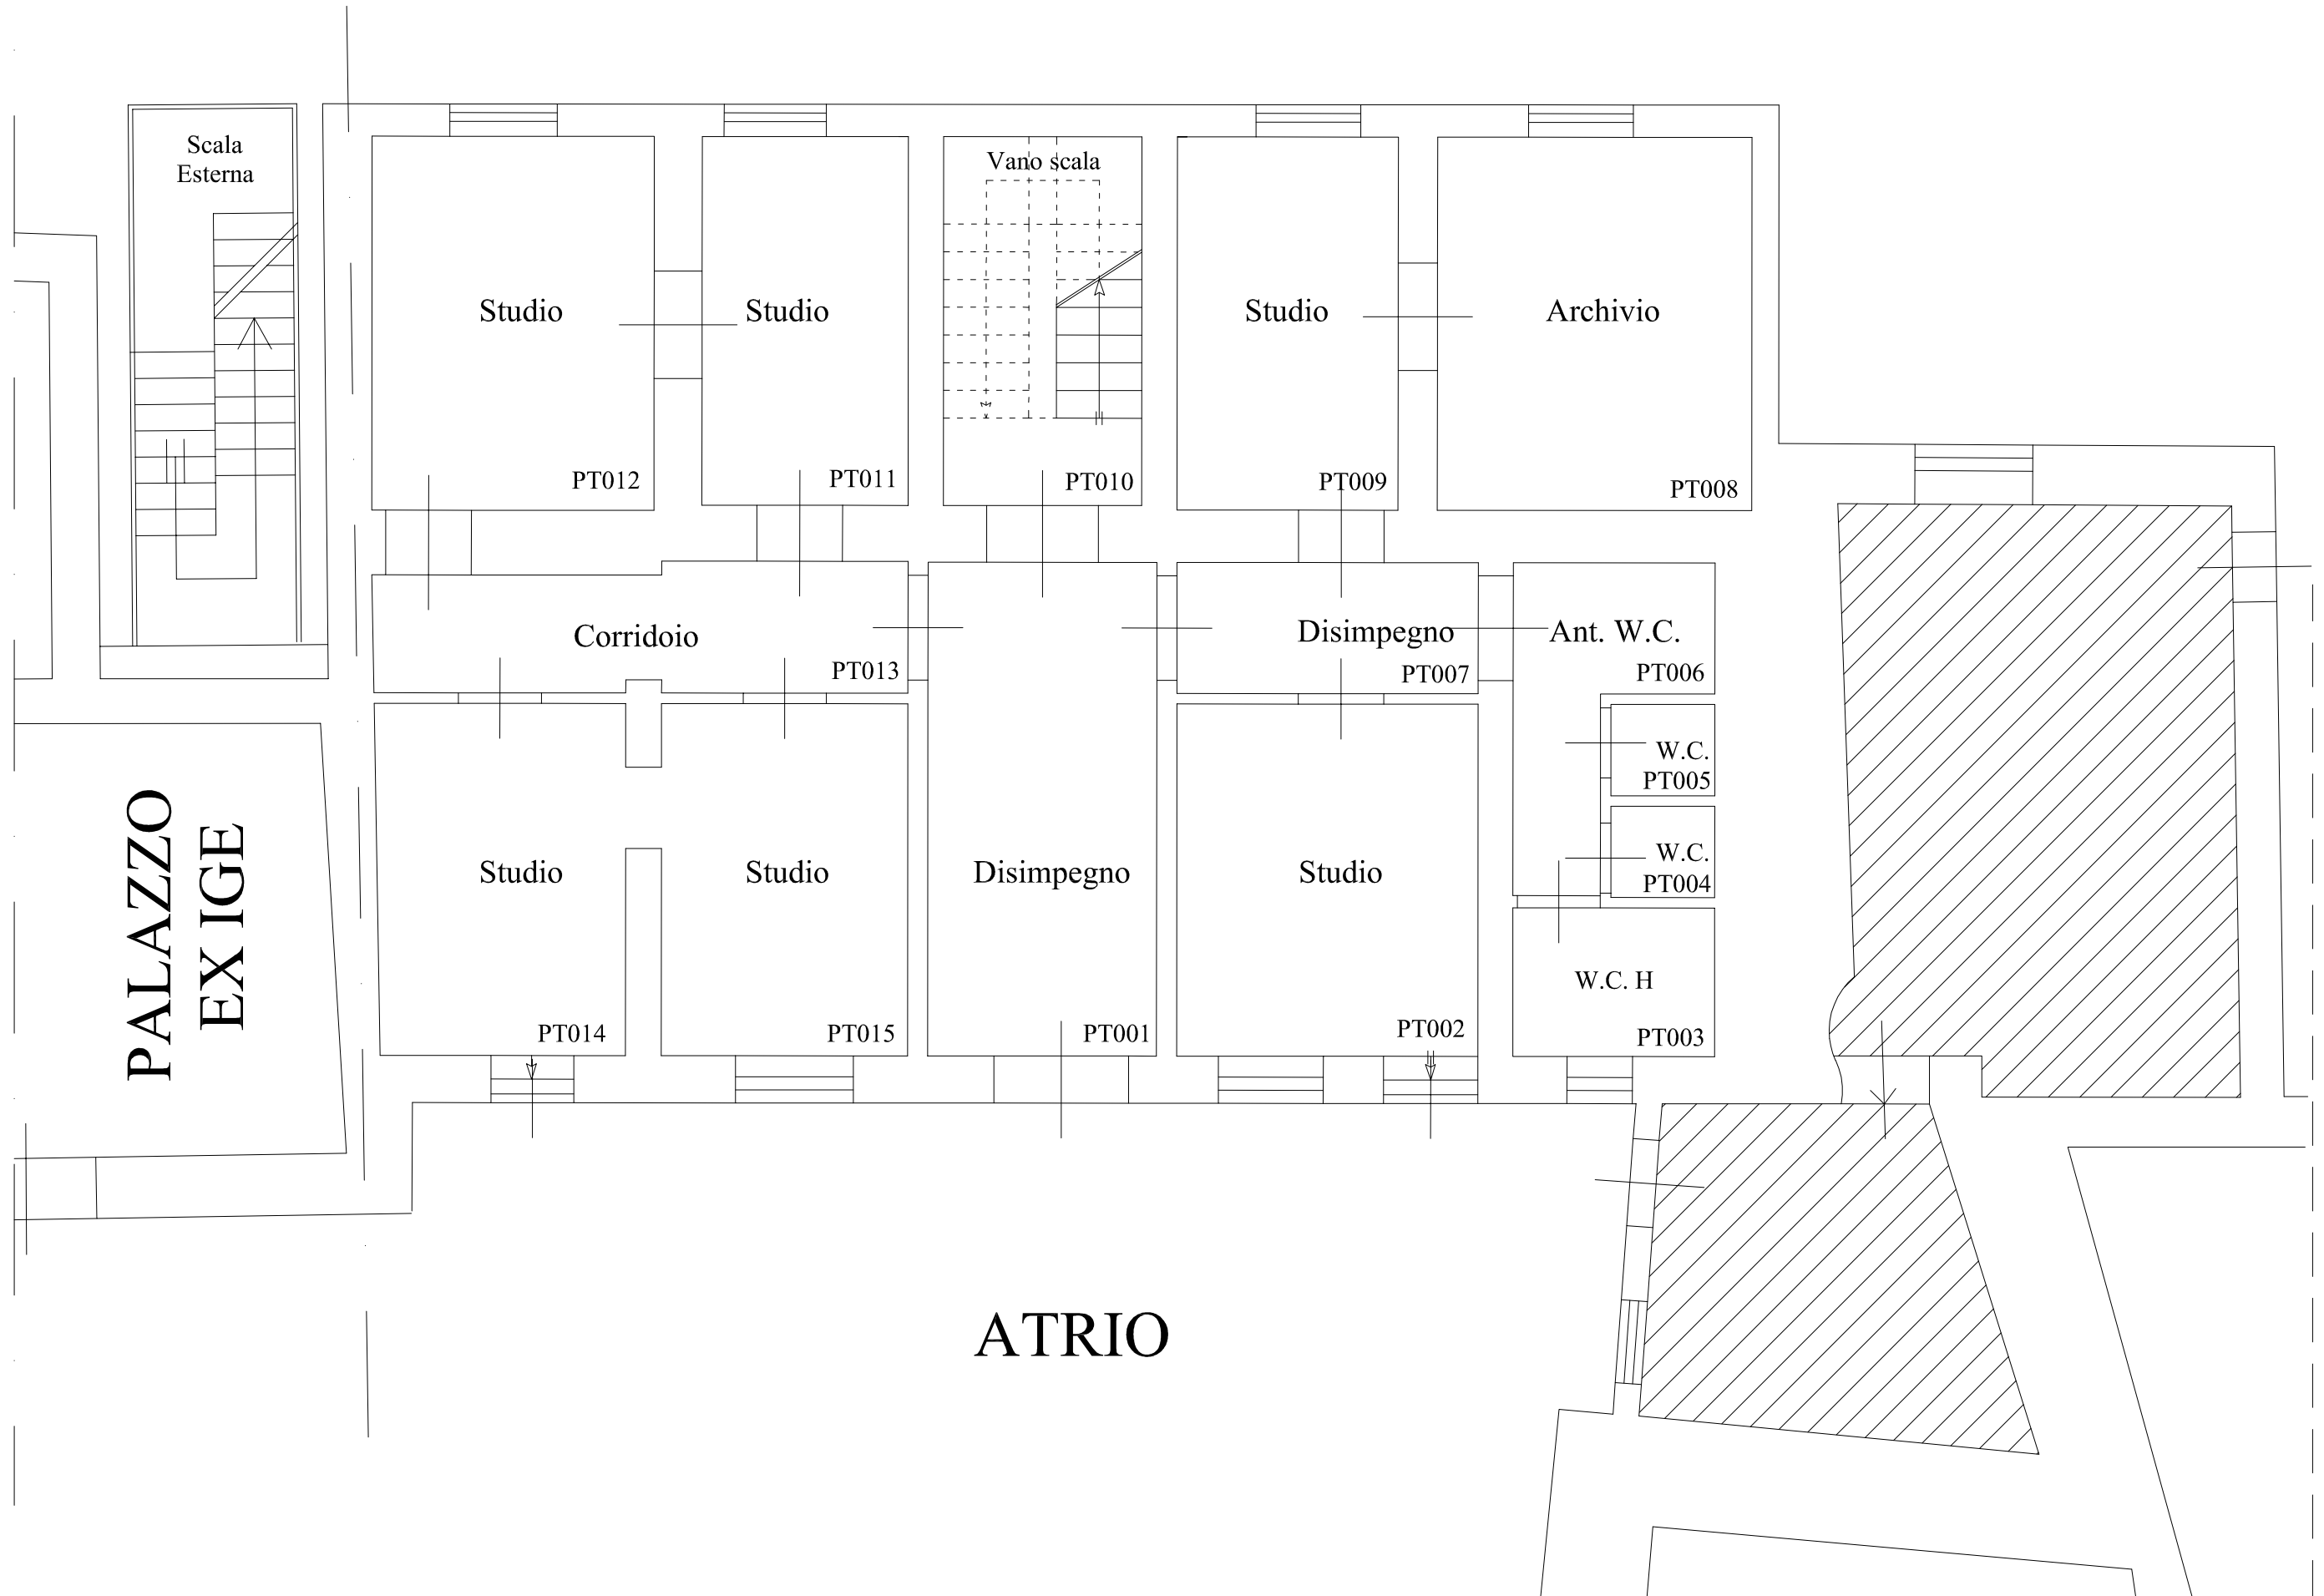 Scala
Esterna
Vano scala
Studio
Studio
Studio
Archivio
PT012
PT011
PT010
PT009
PT008
Corridoio
Disimpegno
Ant. W.C.
PT013
PT007
PT006
W.C.
PT005
W.C.
PT004
PALAZZO
EX IGE
Studio
Studio
Disimpegno
Studio
W.C. H
PT014
PT015
PT001
PT002
PT003
ATRIO